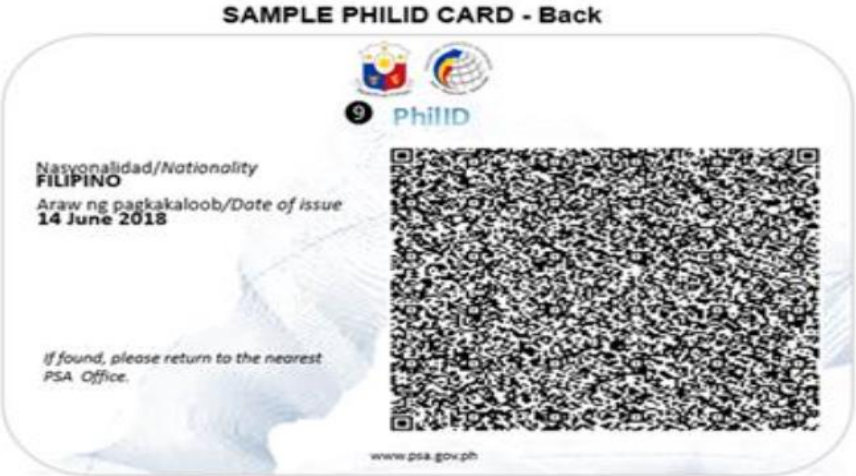 SAMPLE PHILID CARD - Back
9 PhilID
Nasyonalidad/Nationality
FILIPINO
Araw ng pagkakaloob/Date of issue
14 June 2018
If found, please return to the nearest
PSA Office.
www.psa.gov.ph